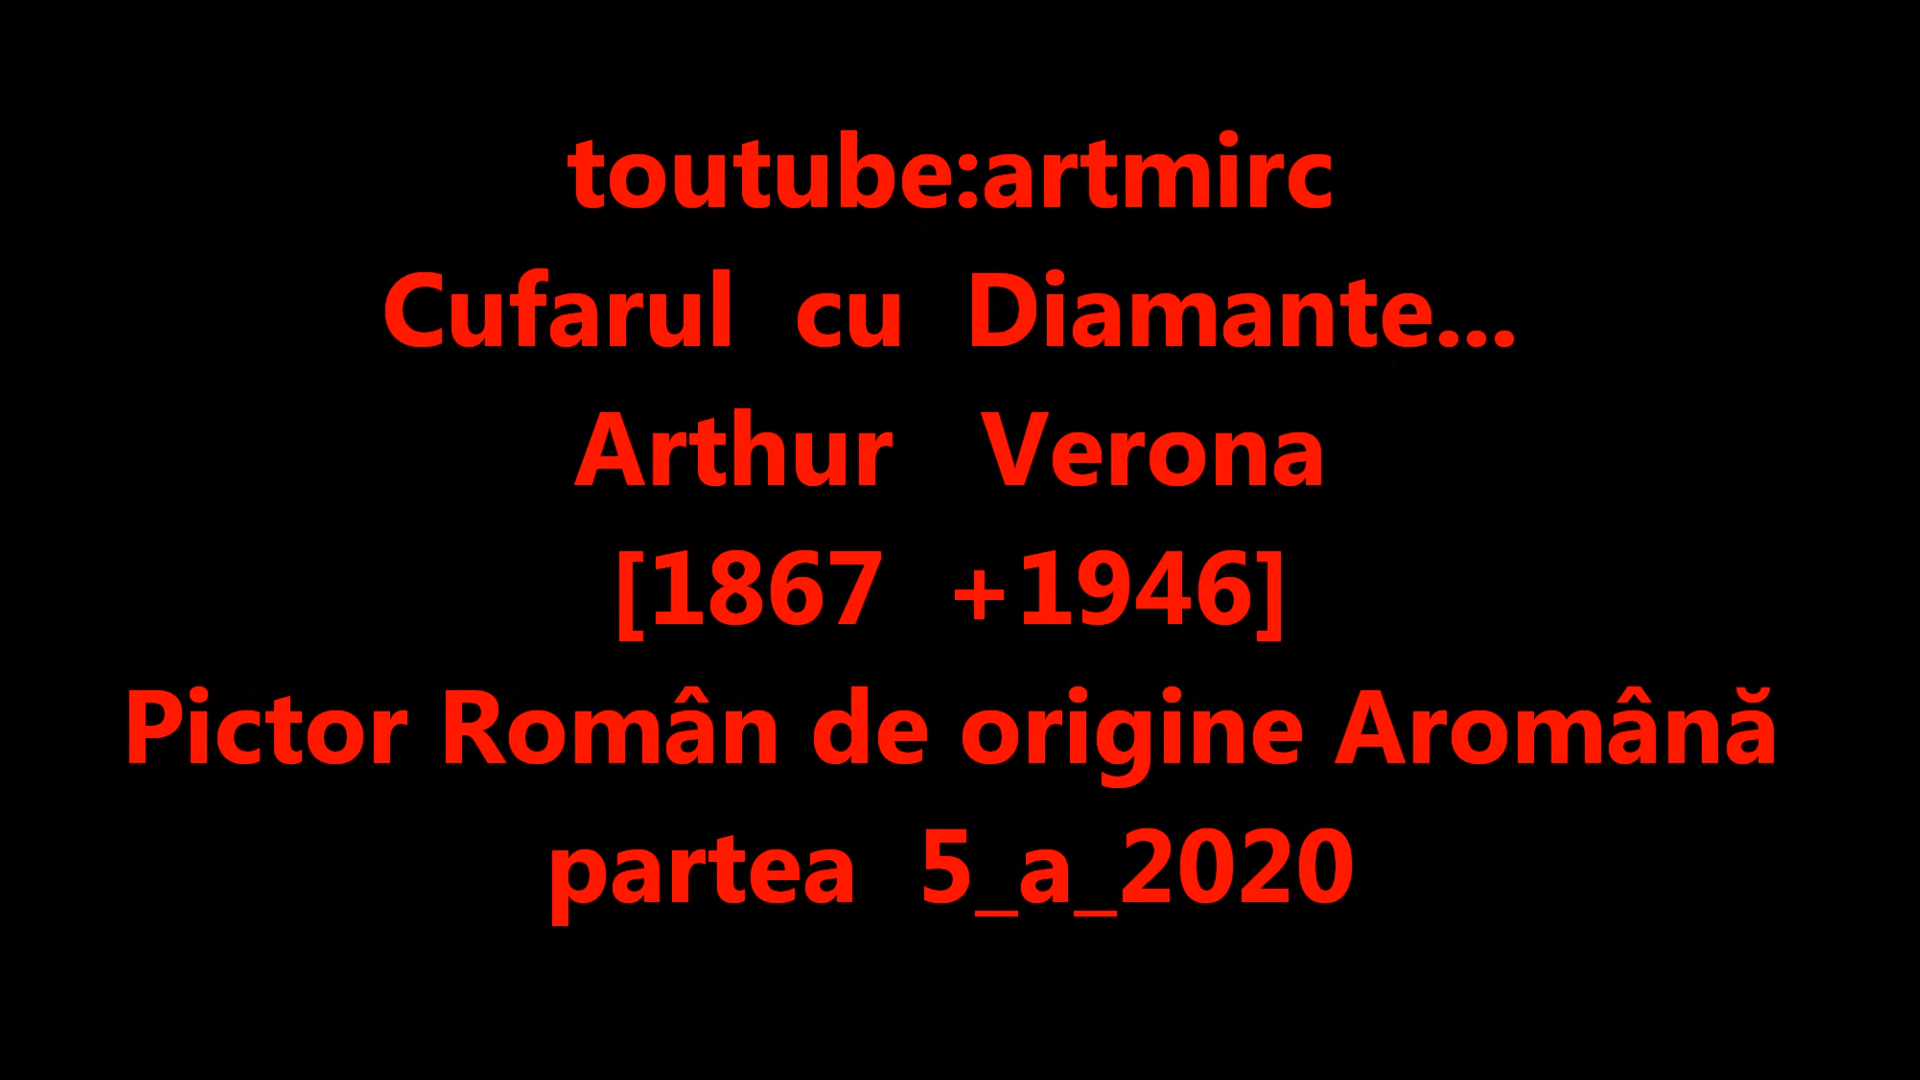 toutube:artmirc
Cufarul cu Diamante...
Arthur Verona
[1867 +1946]
Pictor Român de origine Aromână
partea 5_a_2020